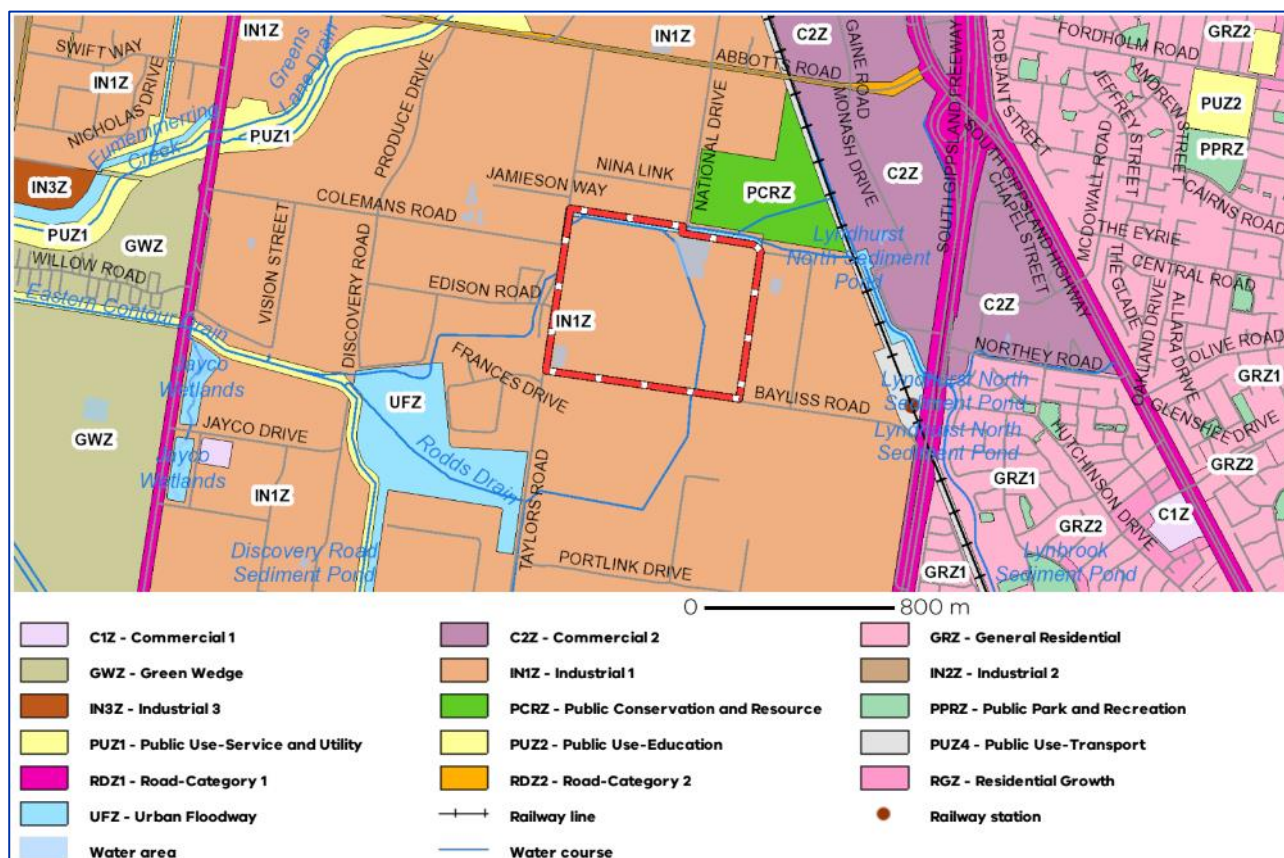 IN1Z
IN1Z
C2Z
GRZ2
SWIFT WAY
FORDHOLM ROAD
IN1Z
ABBOTTS ROAD
GAINE ROAD
MONASH DRIVE
ROBJANT STREET
Greens
Lane Drain
NICHOLAS DRIVE
PRODUCE DRIVE
NATIONAL DRIVE
SOUTH GIPPSLAND FREEWAY
SOUTH GIPPSLAND HIGHWAY
JEFFREY STREET
ANDREW STREET
PUZ2
PUZ1
Eumemmerring
Creek
NINA LINK
PPRZ
IN3Z
JAMIESON WAY
PCRZ
C2Z
CHAPEL STREET
MCDOWALL ROAD
CAIRNS ROAD
COLEMANS ROAD
PUZ1
GWZ
VISION STREET
DISCOVERY ROAD
Lyndhurst
North Sediment
Pond
THE EYRIE
WILLOW ROAD
CENTRAL ROAD
THE GLADE
EDISON ROAD
Eastern Contour Drain
IN1Z
C2Z
OAKLAND DRIVE
ALLARA DRIVE
OLIVE ROAD
NORTHEY ROAD
FRANCES DRIVE
Jayco
Wetlands
GRZ1
Lyndhurst North
Sediment Pond
BAYLISS ROAD
UFZ
GLENSHEE DRIVE
GWZ
JAYCO DRIVE
Lyndhurst North
Sediment Pond
HUTCHINSON DRIVE
Jayco
Wetlands
Rodds Drain
TAYLORS ROAD
GRZ2
GRZ1
IN1Z
C1Z
GRZ2
Discovery Road
Sediment Pond
PORTLINK DRIVE
GRZ1
Lynbrook
Sediment Pond
0 800 m
C1Z - Commercial 1
C2Z - Commercial 2
GRZ - General Residential
GWZ - Green Wedge
IN1Z - Industrial 1
IN2Z - Industrial 2
IN3Z - Industrial 3
PCRZ - Public Conservation and Resource
PPRZ - Public Park and Recreation
PUZ1 - Public Use-Service and Utility
PUZ2 - Public Use-Education
PUZ4 - Public Use-Transport
RDZ1 - Road-Category 1
RDZ2 - Road-Category 2
RGZ - Residential Growth
UFZ - Urban Floodway
Railway line
Railway station
Water area
Water course